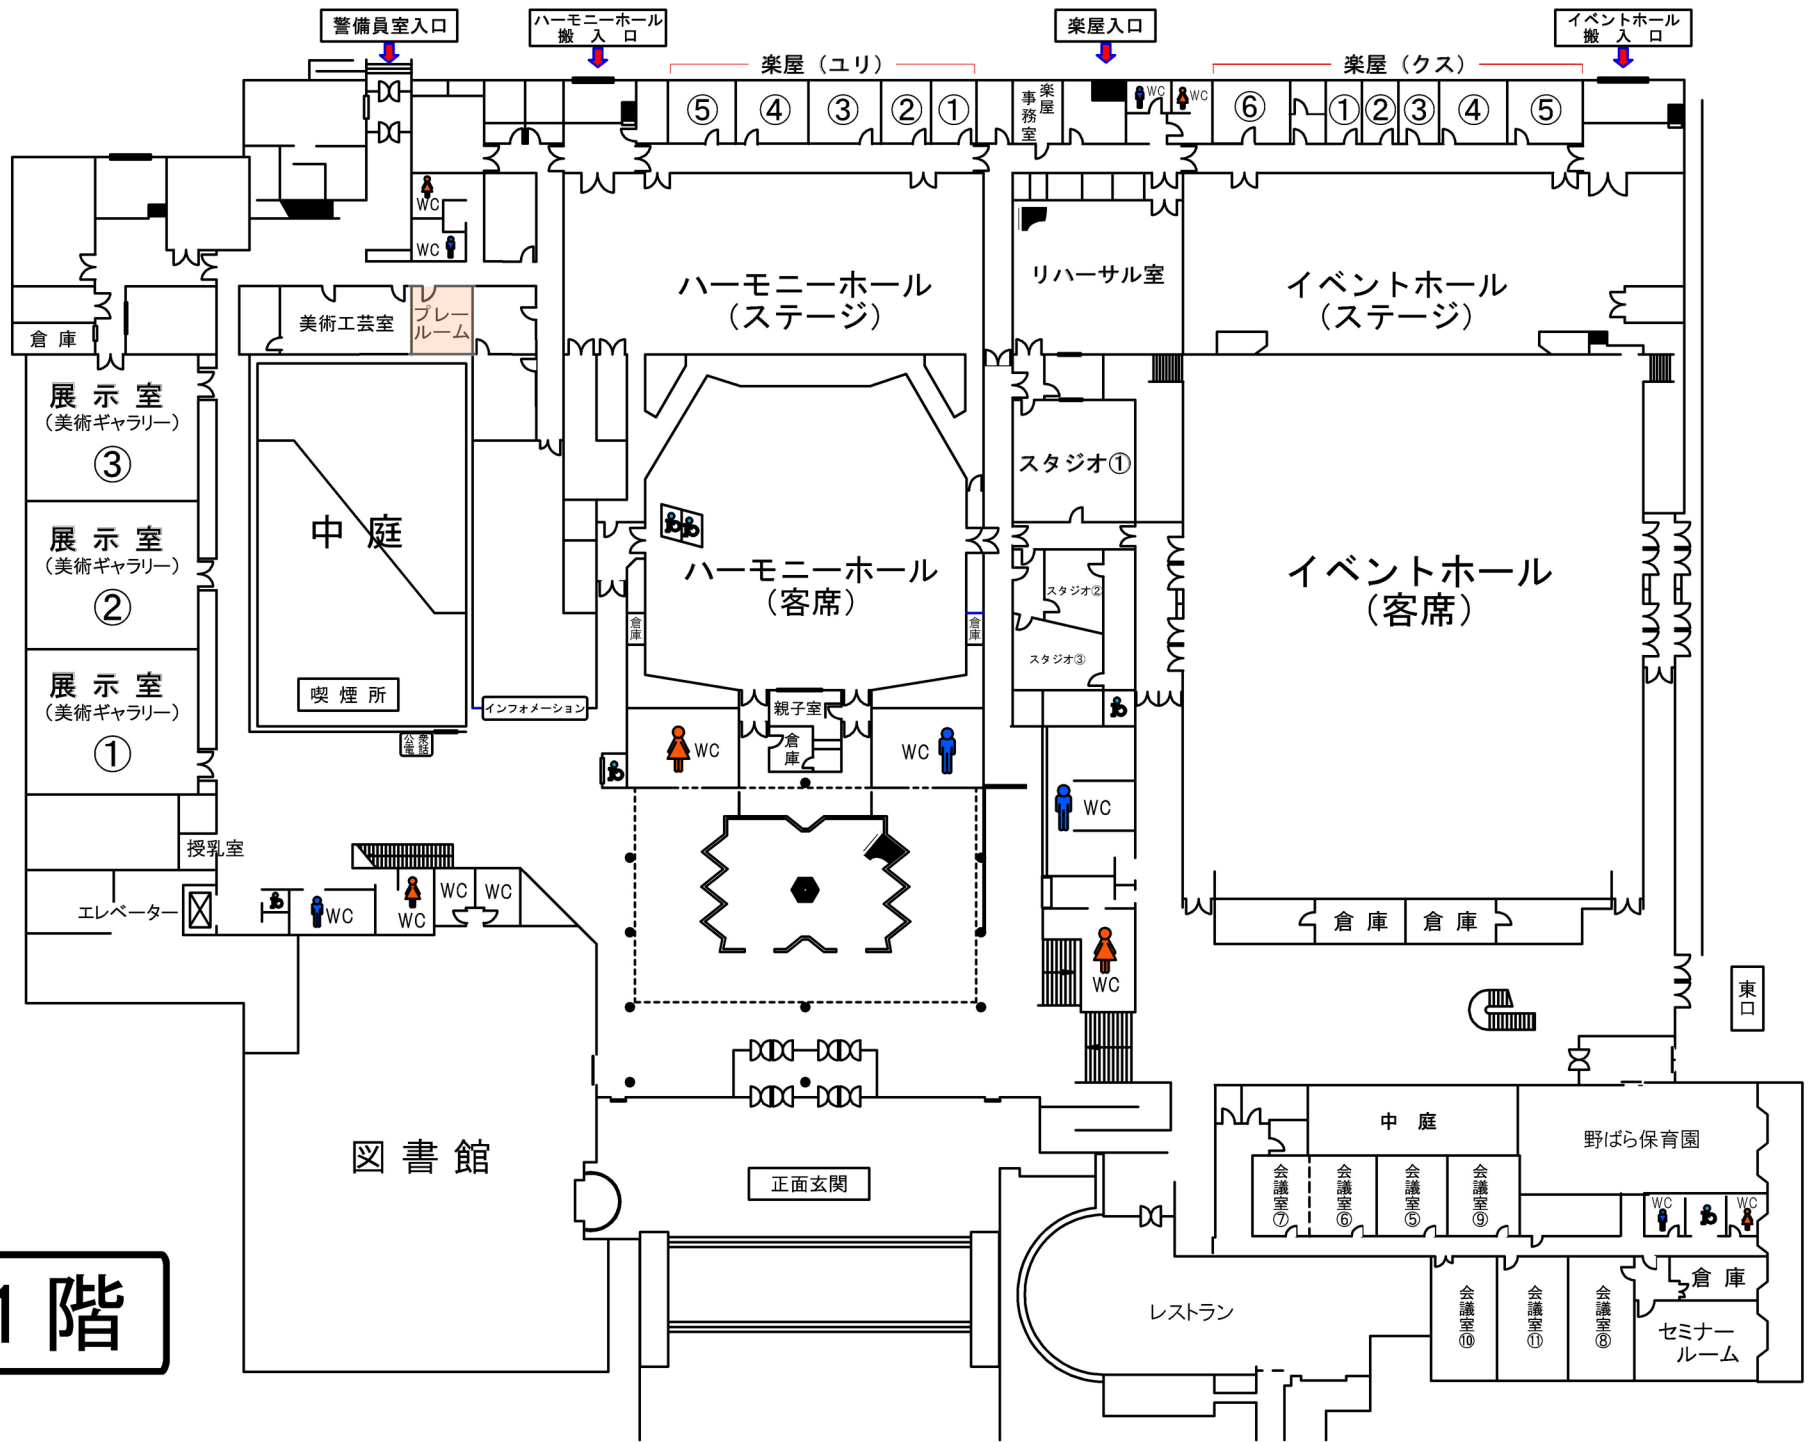 警備員室入口
ハーモニーホール
搬入口
楽屋入口
イベントホール
搬入口
楽屋（ユリ）
楽屋（クス）
⑤
④
③
②
①
楽屋
事務室
WC
WC
⑥
①
②
③
④
⑤
WC
WC
ハーモニーホール
（ステージ）
リハーサル室
イベントホール
（ステージ）
倉庫
美術工芸室
プレー
ルーム
展示室
（美術ギャラリー）
③
中庭
スタジオ①
展示室
（美術ギャラリー）
②
ハーモニーホール
（客席）
倉庫
倉庫
スタジオ②
スタジオ③
イベントホール
（客席）
展示室
（美術ギャラリー）
①
喫煙所
インフォメーション
公衆
電話
親子室
倉庫
WC
WC
WC
授乳室
エレベーター
WC
WC
WC
WC
WC
倉庫
倉庫
東口
図書館
正面玄関
中庭
野ばら保育園
会議室⑦
会議室⑥
会議室⑤
会議室⑨
WC
WC
レストラン
会議室⑩
会議室⑪
会議室⑧
倉庫
セミナー
ルーム
1階